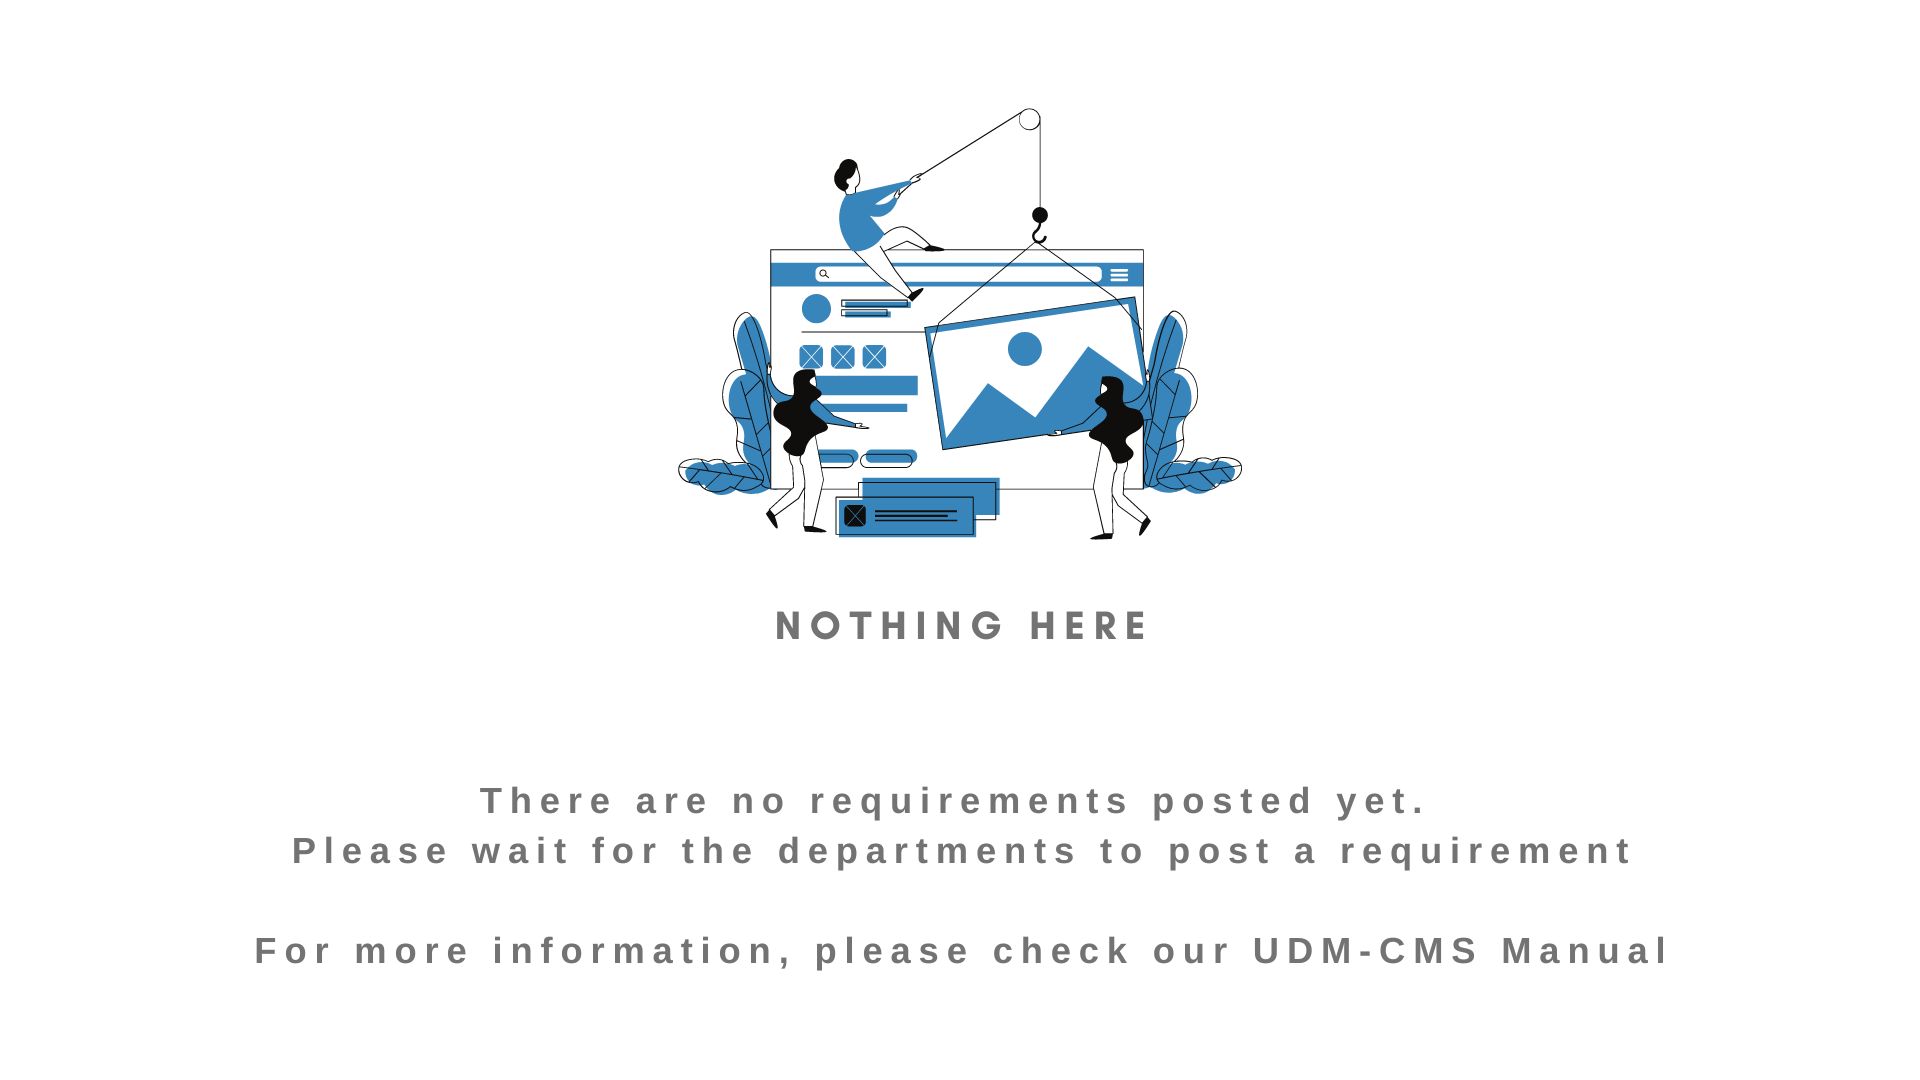 NOTHING HERE
There are no requirements posted yet.
Please wait for the departments to post a requirement
For more information, please check our UDM-CMS Manual